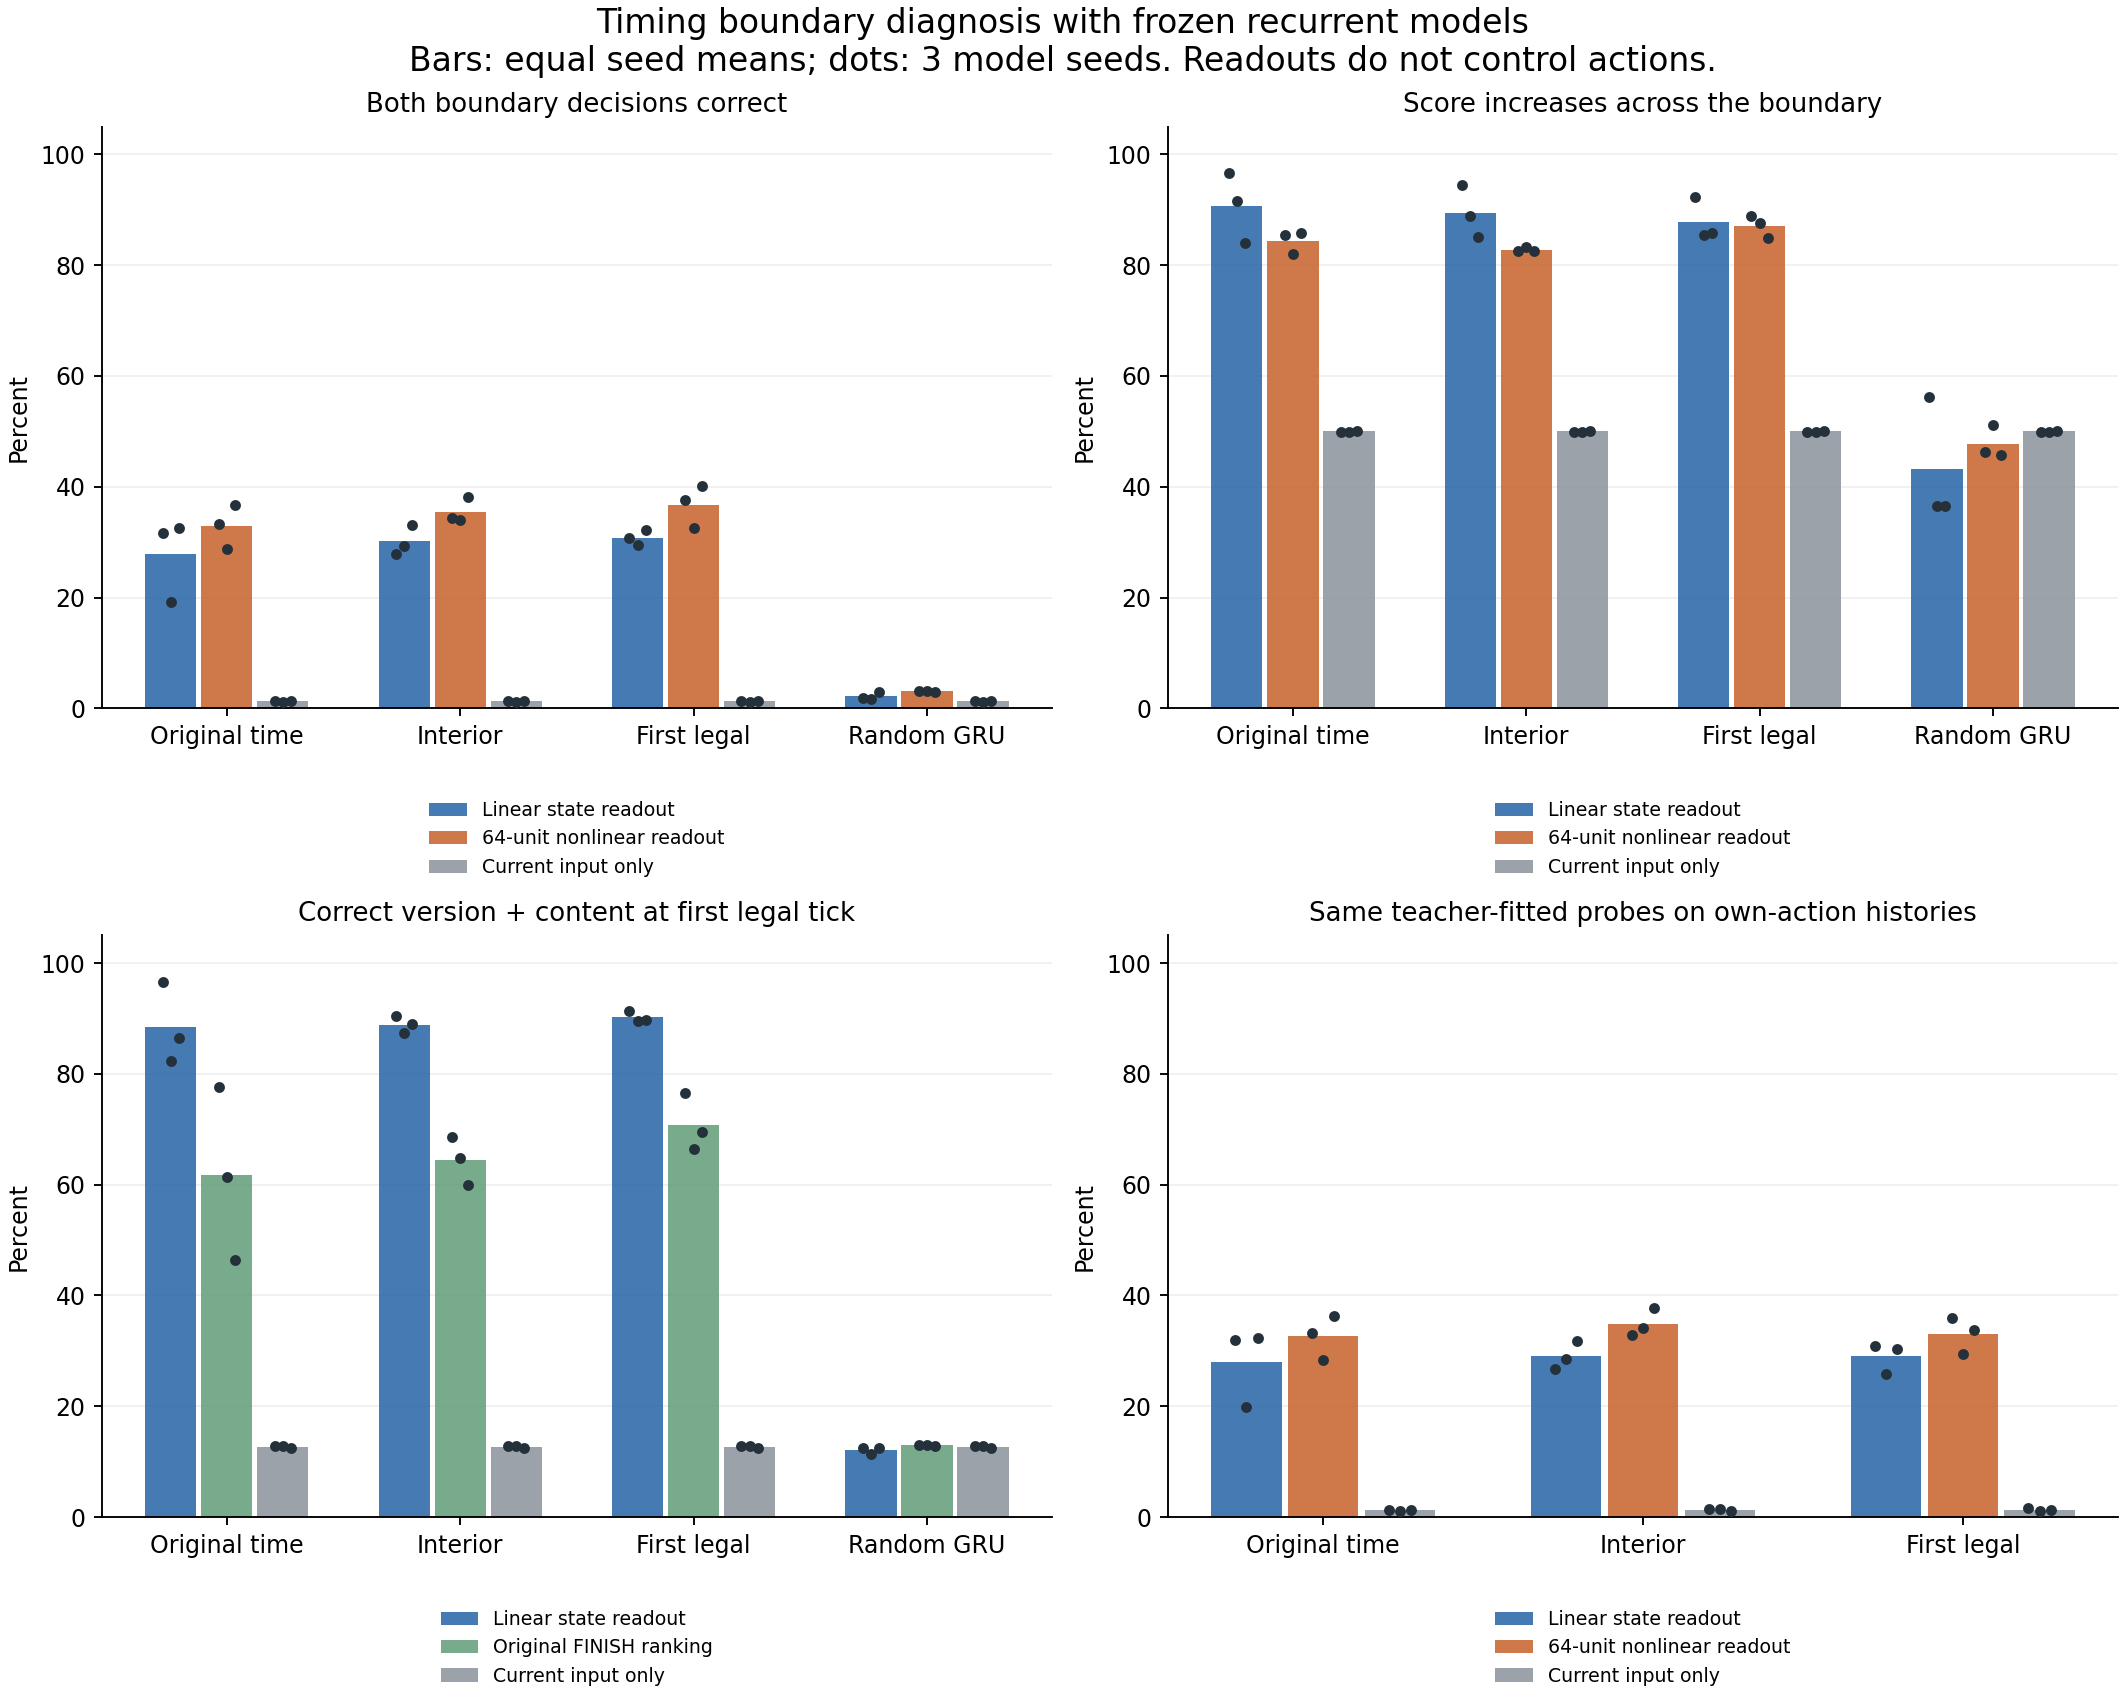 Timing boundary diagnosis with frozen recurrent models
Bars: equal seed means; dots: 3 model seeds. Readouts do not control actions.
Both boundary decisions correct
Percent
100
80
60
40
20
0
Original time
Interior
First legal
Random GRU
Linear state readout
64-unit nonlinear readout
Current input only
Score increases across the boundary
Percent
100
80
60
40
20
0
Original time
Interior
First legal
Random GRU
Linear state readout
64-unit nonlinear readout
Current input only
Correct version + content at first legal tick
Percent
100
80
60
40
20
0
Original time
Interior
First legal
Random GRU
Linear state readout
Original FINISH ranking
Current input only
Same teacher-fitted probes on own-action histories
Percent
100
80
60
40
20
0
Original time
Interior
First legal
Linear state readout
64-unit nonlinear readout
Current input only